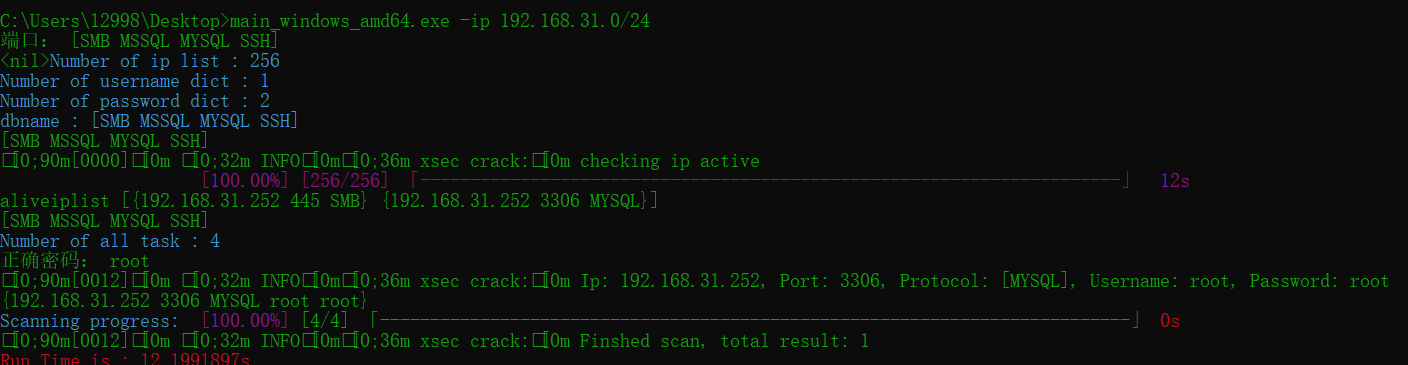 C:\Users\12998\Desktop>main_windows_amd64.exe -ip 192.168.31.0/24
端口： [SMB MSSQL MYSQL SSH]
<nil>Number of ip list : 256
Number of username dict : 1
Number of password dict : 2
dbname : [SMB MSSQL MYSQL SSH]
[SMB MSSQL MYSQL SSH]
□[0;90m[0000]□[0m □[0;32m INFO□[0m□[0;36m xsec crack:□[0m checking ip active
[100.00%] [256/256] 「----------------------------------------------------------------------」 12s
aliveiplist [{192.168.31.252 445 SMB} {192.168.31.252 3306 MYSQL}]
[SMB MSSQL MYSQL SSH]
Number of all task : 4
正确密码： root
□[0;90m[0012]□[0m □[0;32m INFO□[0m□[0;36m xsec crack:□[0m Ip: 192.168.31.252, Port: 3306, Protocol: [MYSQL], Username: root, Password: root
{192.168.31.252 3306 MYSQL root root}
Scanning progress: [100.00%] [4/4] 「---------------------------------------------------------------------------」 0s
□[0;90m[0012]□[0m □[0;32m INFO□[0m□[0;36m xsec crack:□[0m Finshed scan, total result: 1
Run Time is : 12.1991897s